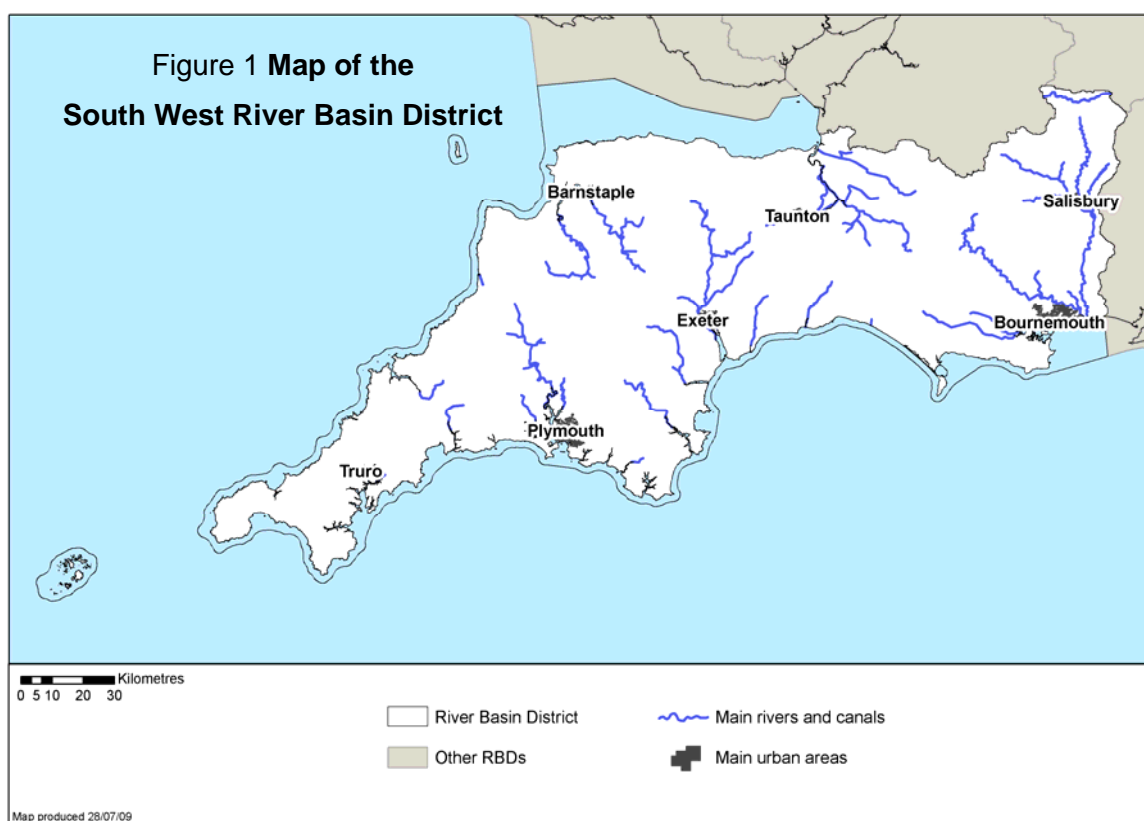 Figure 1 Map of the
South West River Basin District
Barnstaple
Taunton
Salisbury
Exeter
Bournemouth
Plymouth
Truro
Kilometres
0 5 10 20 30
River Basin District
Main rivers and canals
Other RBDs
Main urban areas
Map produced 28/07/09